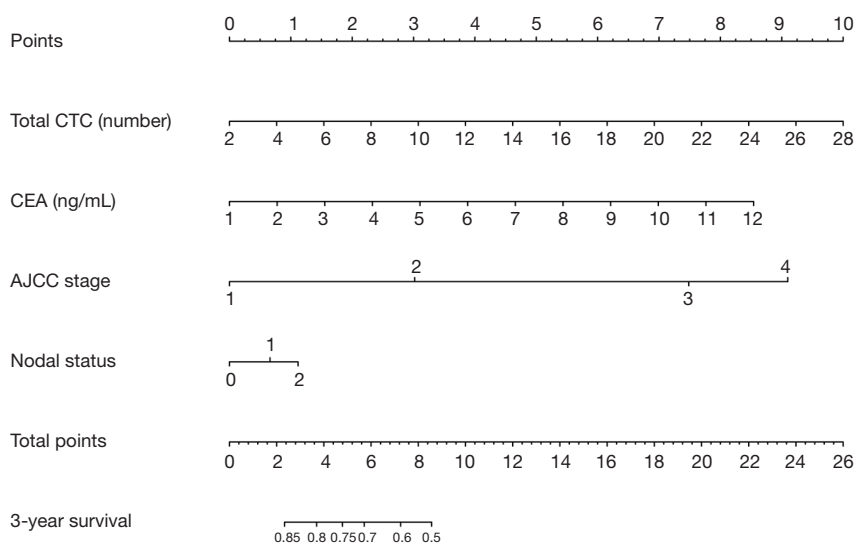 Points
0 1 2 3 4 5 6 7 8 9 10
Total CTC (number)
2 4 6 8 10 12 14 16 18 20 22 24 26 28
CEA (ng/mL)
1 2 3 4 5 6 7 8 9 10 11 12
AJCC stage
2 4
1 3
Nodal status
1
0 2
Total points
0 2 4 6 8 10 12 14 16 18 20 22 24 26
3-year survival
0.85 0.8 0.75 0.7 0.6 0.5